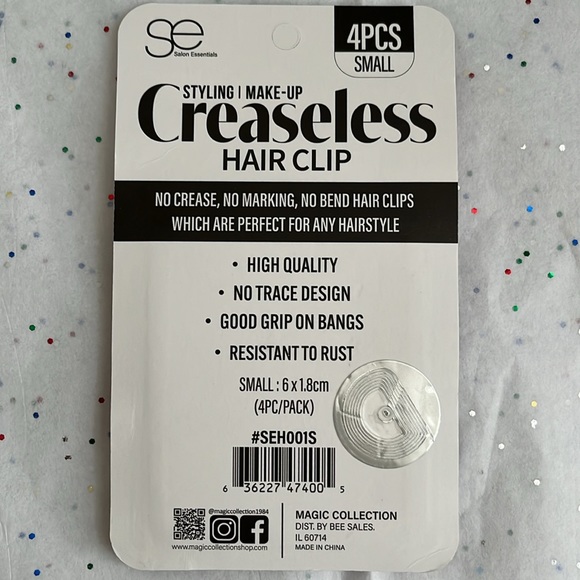 se
Salon Essentials
4PCS
SMALL
STYLING | MAKE-UP
Creaseless
HAIR CLIP
NO CREASE, NO MARKING, NO BEND HAIR CLIPS
WHICH ARE PERFECT FOR ANY HAIRSTYLE
• HIGH QUALITY
• NO TRACE DESIGN
• GOOD GRIP ON BANGS
• RESISTANT TO RUST
SMALL : 6 x 1.8cm
(4PC/PACK)
#SEH001S
6 36227 47400 5
@magiccollection1984
www.magiccollectionshop.com
MAGIC COLLECTION
DIST. BY BEE SALES.
IL 60714
MADE IN CHINA